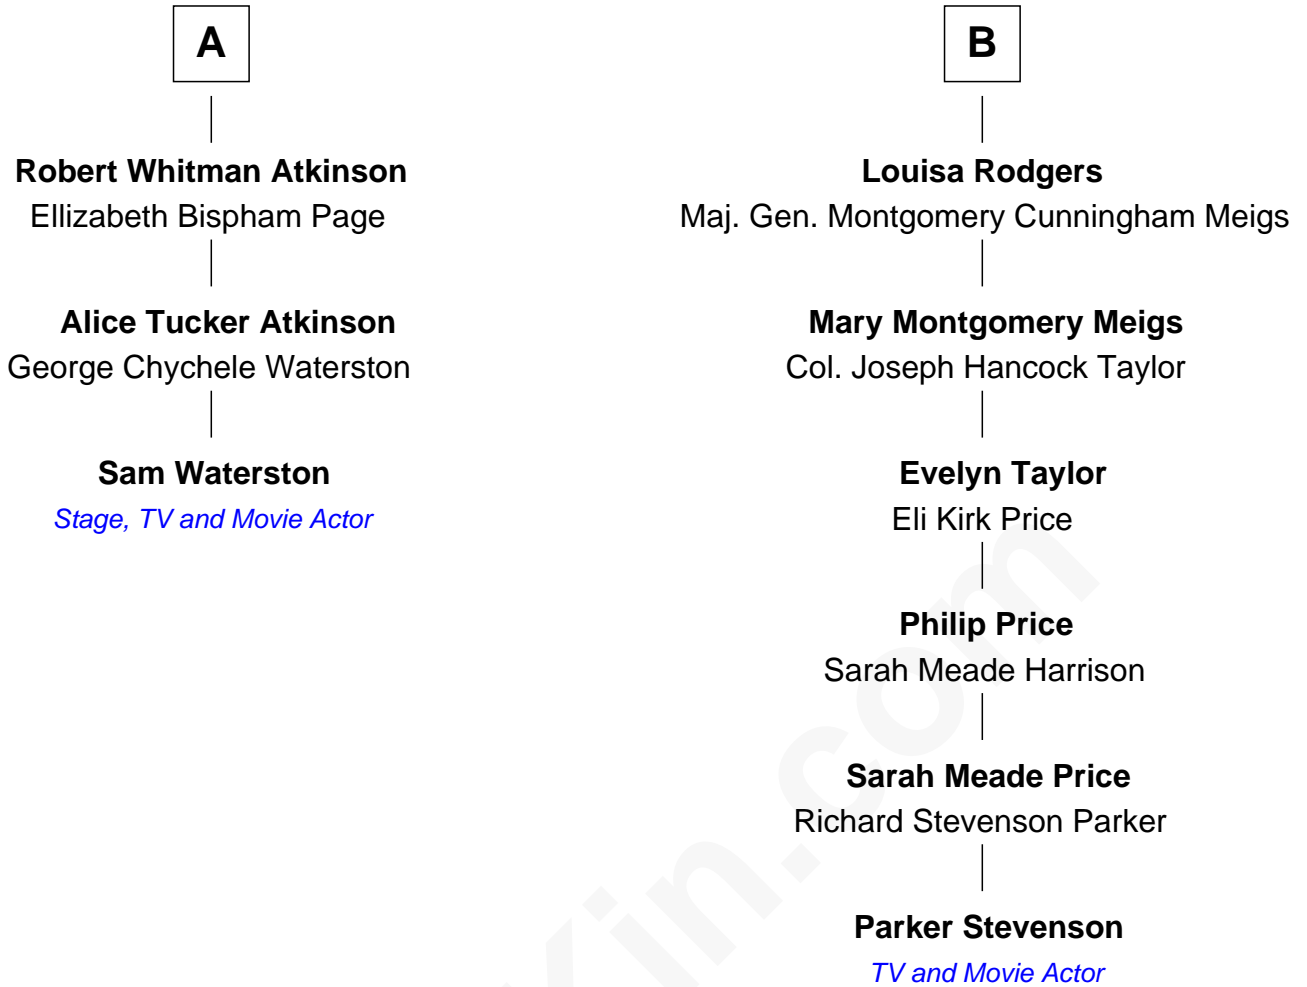 A
Robert Whitman Atkinson
Ellizabeth Bispham Page
Alice Tucker Atkinson
George Chychele Waterston
Sam Waterston
Stage, TV and Movie Actor
B
Louisa Rodgers
Maj. Gen. Montgomery Cunningham Meigs
Mary Montgomery Meigs
Col. Joseph Hancock Taylor
Evelyn Taylor
Eli Kirk Price
Philip Price
Sarah Meade Harrison
Sarah Meade Price
Richard Stevenson Parker
Parker Stevenson
TV and Movie Actor
Kin.com